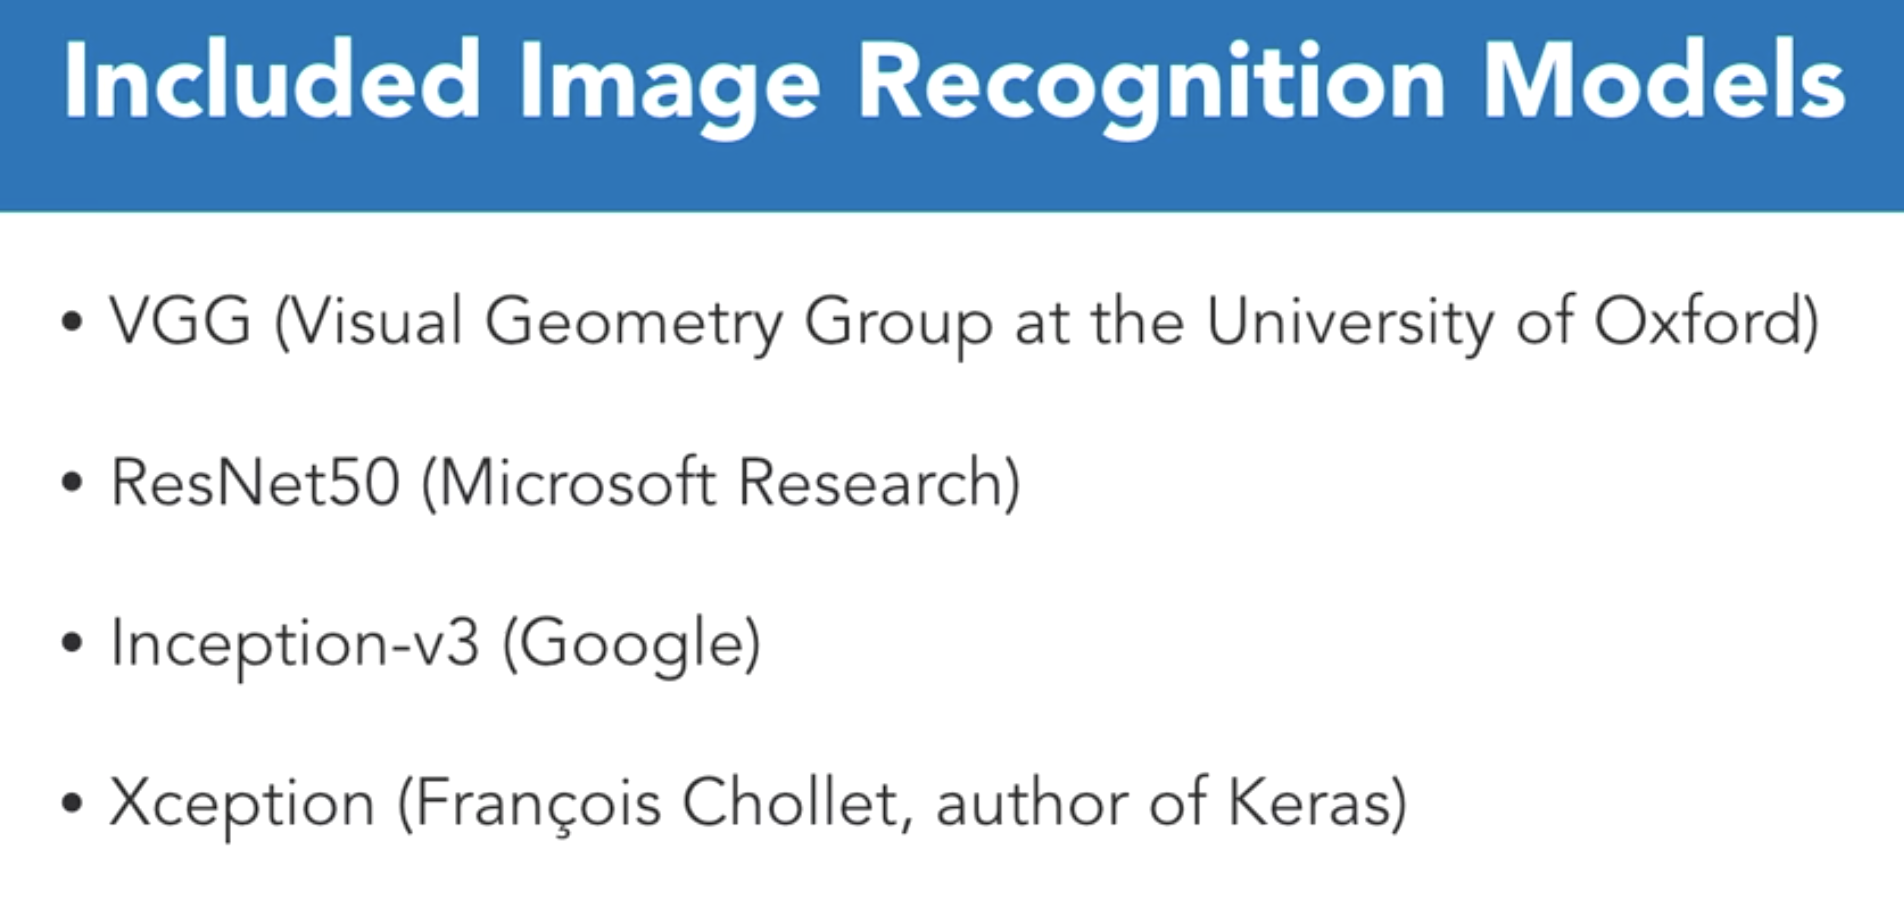 Included Image Recognition Models
• VGG (Visual Geometry Group at the University of Oxford)
• ResNet50 (Microsoft Research)
• Inception-v3 (Google)
• Xception (François Chollet, author of Keras)